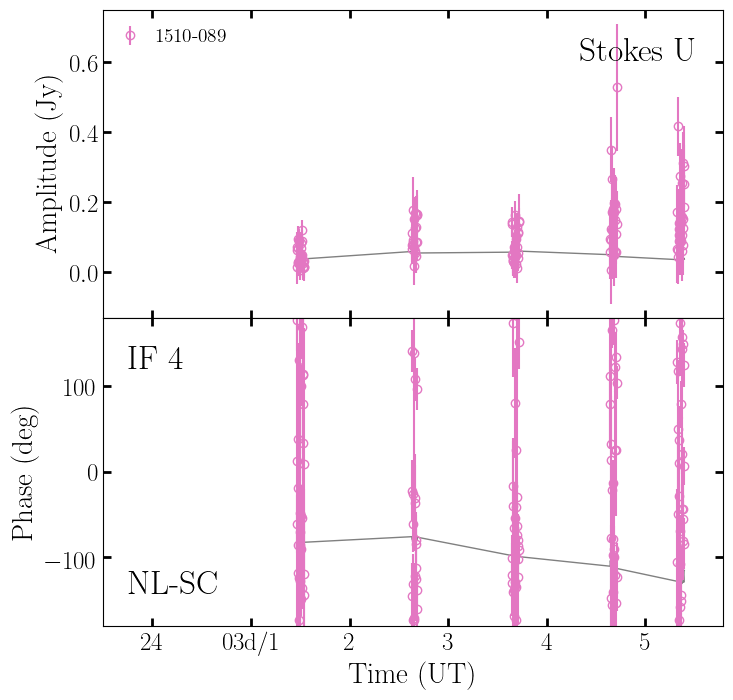 1510-089
Stokes U
Amplitude (Jy)
0.6
0.4
0.2
0.0
IF 4
NL-SC
Phase (deg)
100
0
−100
24 03d/1 2 3 4 5
Time (UT)